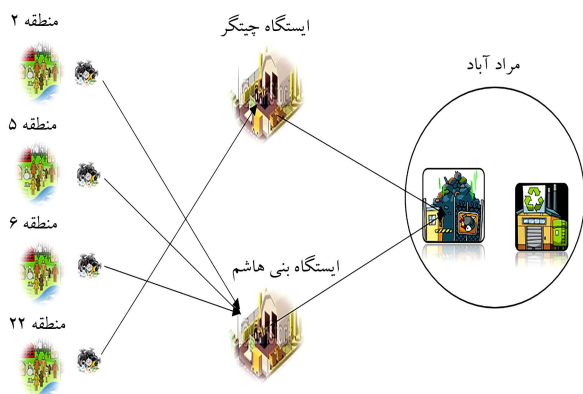 منطقه ۲
ایستگاه چیتگر
مراد آباد
منطقه ۵
منطقه ۶
ایستگاه بنی هاشم
منطقه ۲۲